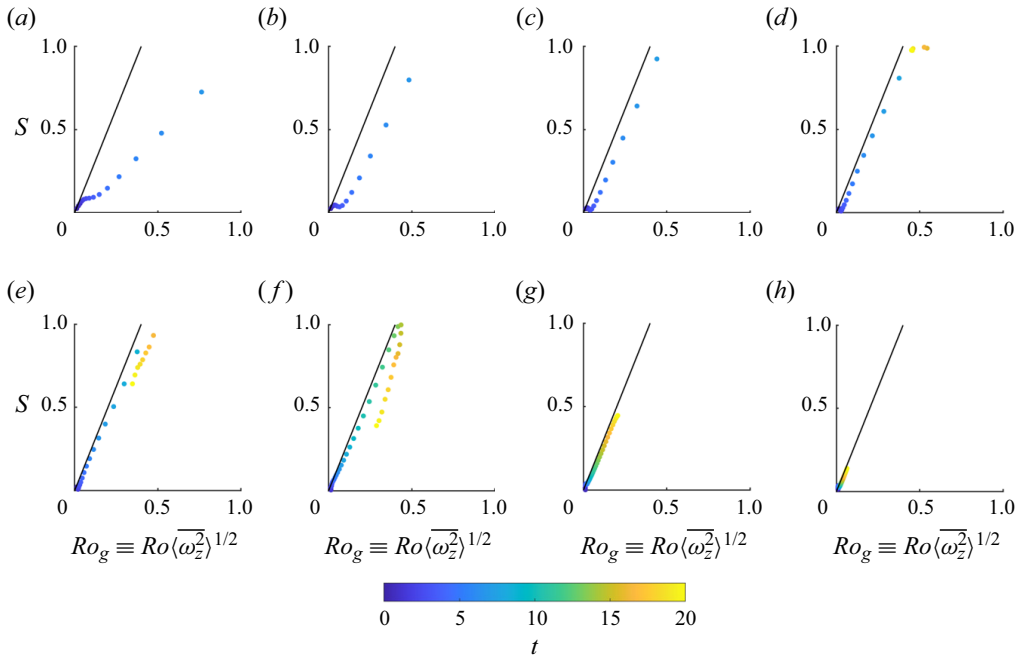 (a) (b) (c) (d)
1.0 1.0 1.0 1.0
S 0.5 0.5 0.5 0.5
0 0.5 1.0 0 0.5 1.0 0 0.5 1.0 0 0.5 1.0
(e) (f) (g) (h)
1.0 1.0 1.0 1.0
S 0.5 0.5 0.5 0.5
0 0.5 1.0 0 0.5 1.0 0 0.5 1.0 0 0.5 1.0
Ro_g ≡ Ro⟨\overline{ω_z^2}⟩^{1/2} Ro_g ≡ Ro⟨\overline{ω_z^2}⟩^{1/2} Ro_g ≡ Ro⟨\overline{ω_z^2}⟩^{1/2} Ro_g ≡ Ro⟨\overline{ω_z^2}⟩^{1/2}
0 5 10 15 20
t